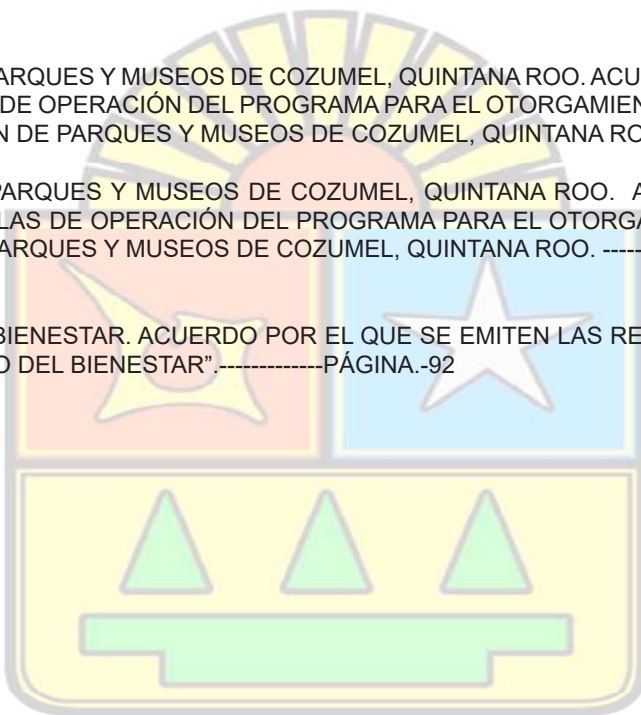 ARQUES Y MUSEOS DE COZUMEL, QUINTANA ROO. ACU
DE OPERACIÓN DEL PROGRAMA PARA EL OTORGAMIEN
N DE PARQUES Y MUSEOS DE COZUMEL, QUINTANA RO
PARQUES Y MUSEOS DE COZUMEL, QUINTANA ROO. A
LAS DE OPERACIÓN DEL PROGRAMA PARA EL OTORGA
ARQUES Y MUSEOS DE COZUMEL, QUINTANA ROO. -----
BIENESTAR. ACUERDO POR EL QUE SE EMITEN LAS RE
O DEL BIENESTAR”.-------------PÁGINA.-92